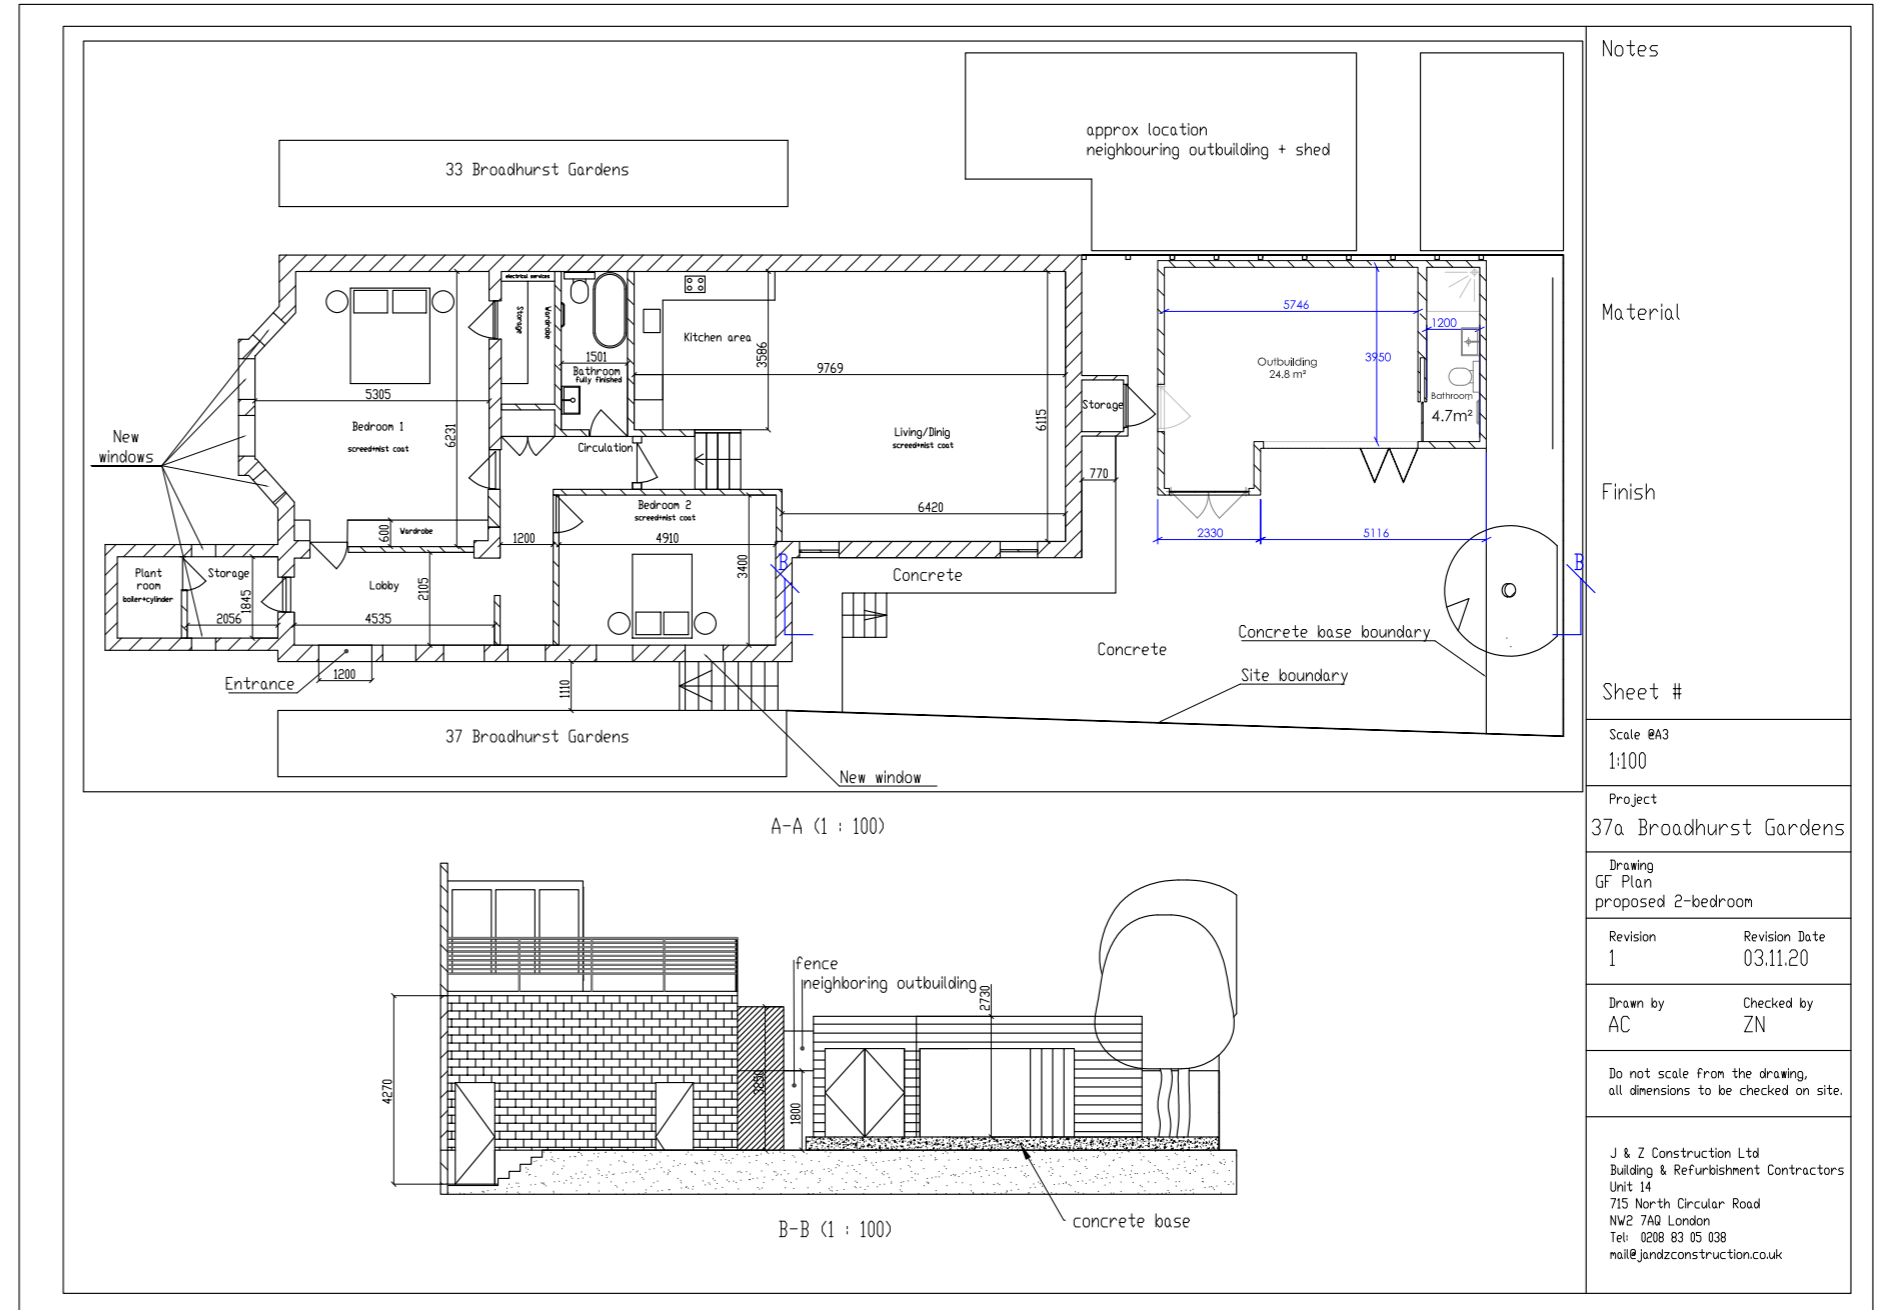 33 Broadhurst Gardens
approx location
neighbouring outbuilding + shed
electrical services
Storage
Wardrobe
1501
Bathroom
fully finished
Kitchen area
3586
9769
5305
Bedroom 1
screed+mist coat
6231
New
windows
Circulation
Living/Dinig
screed+mist coat
6115
Storage
770
5746
1200
3950
Outbuilding
24.8 m²
Bathroom
4.7m²
6420
2330
5116
600
Wardrobe
1200
Bedroom 2
screed+mist coat
4910
3400
Plant
room
boiler+cylinder
Storage
1845
2056
Lobby
2105
4535
Entrance
1200
1110
B
B
Concrete
Concrete
Concrete base boundary
Site boundary
37 Broadhurst Gardens
New window
A-A (1 : 100)
fence
neighboring outbuilding
2730
4270
3250
1800
concrete base
B-B (1 : 100)
Notes
Material
Finish
Sheet #
Scale @A3
1:100
Project
37a Broadhurst Gardens
Drawing
GF Plan
proposed 2-bedroom
Revision
1
Revision Date
03.11.20
Drawn by
AC
Checked by
ZN
Do not scale from the drawing,
all dimensions to be checked on site.
J & Z Construction Ltd
Building & Refurbishment Contractors
Unit 14
715 North Circular Road
NW2 7AQ London
Tel: 0208 83 05 038
mail@jandzconstruction.co.uk